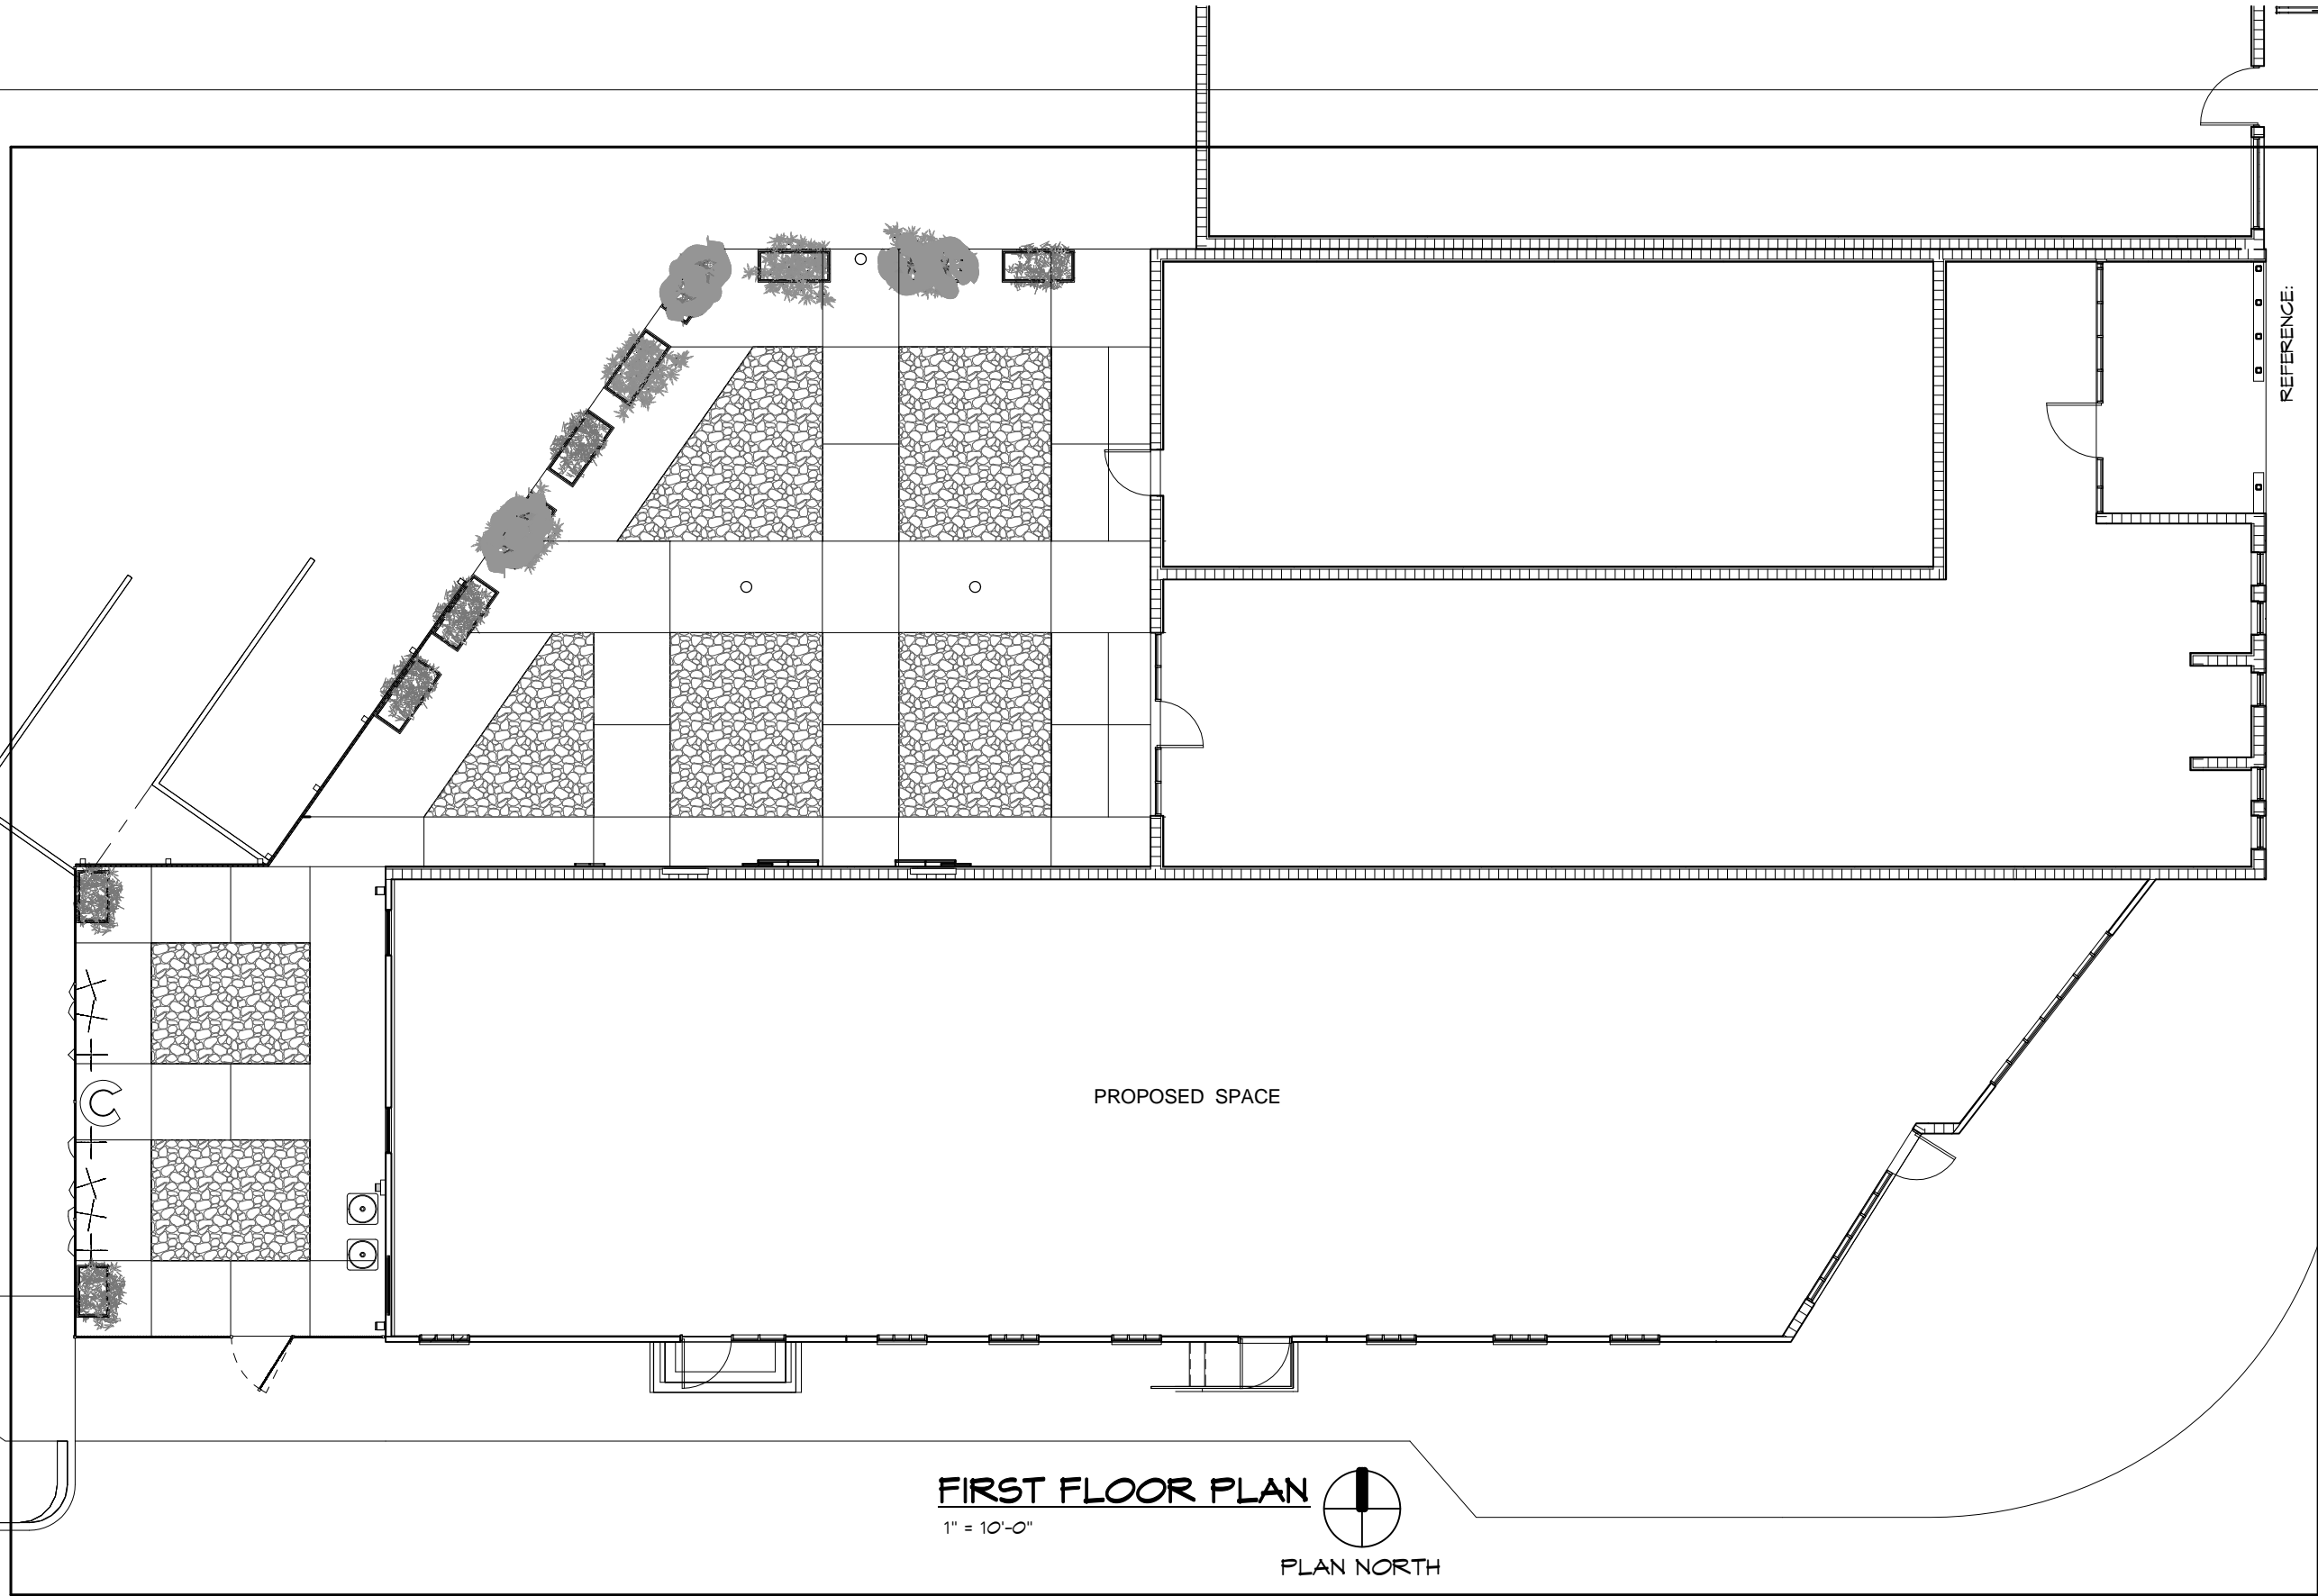 REFERENCE:
PROPOSED SPACE
FIRST FLOOR PLAN
1" = 10'-0"
PLAN NORTH